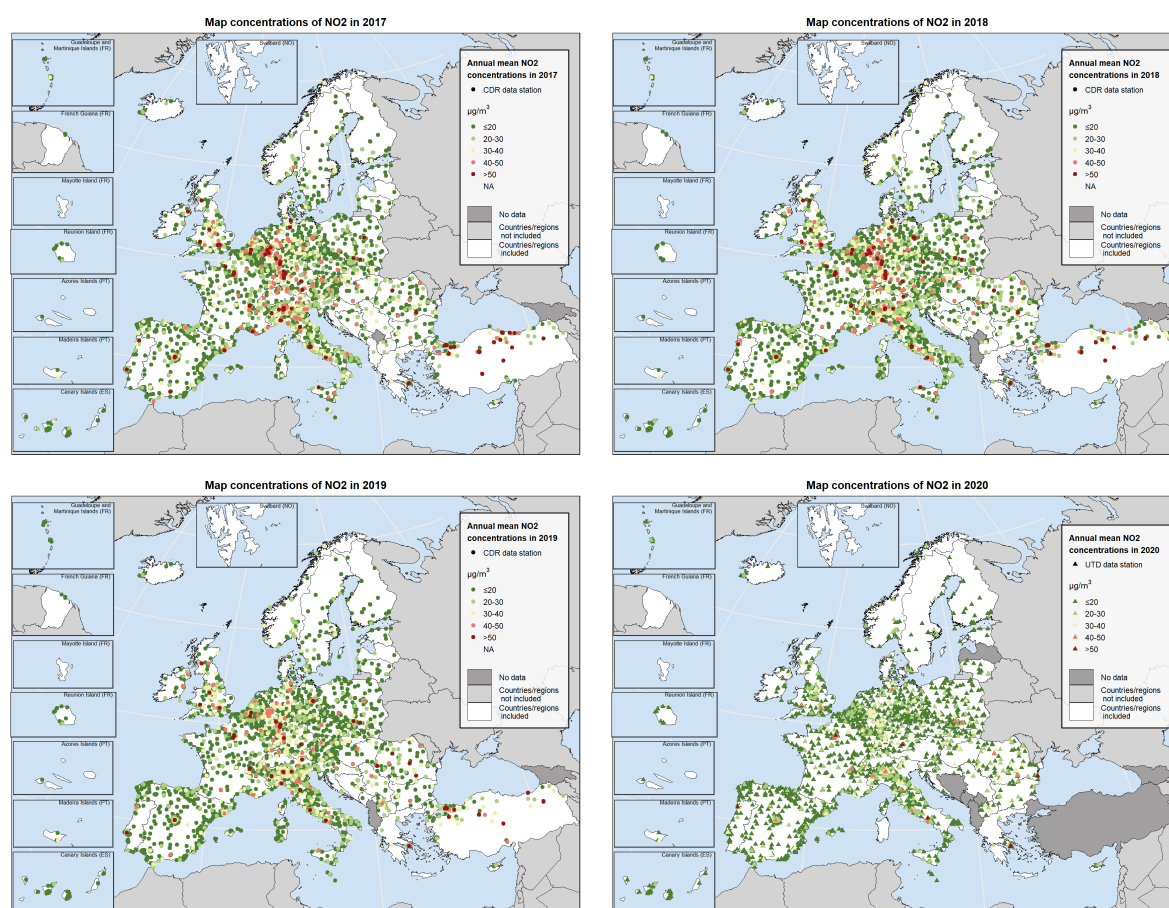 Map concentrations of NO2 in 2017
Guadeloupe and
Martinique Islands (FR)
Svalbard (NO)
French Guiana (FR)
Mayotte Island (FR)
Reunion Island (FR)
Azores Islands (PT)
Madeira Islands (PT)
Canary Islands (ES)
Annual mean NO2
concentrations in 2017
CDR data station
µg/m³
≤20
20-30
30-40
40-50
>50
NA
No data
Countries/regions
not included
Countries/regions
included
Map concentrations of NO2 in 2018
Guadeloupe and
Martinique Islands (FR)
Svalbard (NO)
French Guiana (FR)
Mayotte Island (FR)
Reunion Island (FR)
Azores Islands (PT)
Madeira Islands (PT)
Canary Islands (ES)
Annual mean NO2
concentrations in 2018
CDR data station
µg/m³
≤20
20-30
30-40
40-50
>50
NA
No data
Countries/regions
not included
Countries/regions
included
Map concentrations of NO2 in 2019
Guadeloupe and
Martinique Islands (FR)
Svalbard (NO)
French Guiana (FR)
Mayotte Island (FR)
Reunion Island (FR)
Azores Islands (PT)
Madeira Islands (PT)
Canary Islands (ES)
Annual mean NO2
concentrations in 2019
CDR data station
µg/m³
≤20
20-30
30-40
40-50
>50
NA
No data
Countries/regions
not included
Countries/regions
included
Map concentrations of NO2 in 2020
Guadeloupe and
Martinique Islands (FR)
Svalbard (NO)
French Guiana (FR)
Mayotte Island (FR)
Reunion Island (FR)
Azores Islands (PT)
Madeira Islands (PT)
Canary Islands (ES)
Annual mean NO2
concentrations in 2020
UTD data station
µg/m³
≤20
20-30
30-40
40-50
>50
No data
Countries/regions
not included
Countries/regions
included